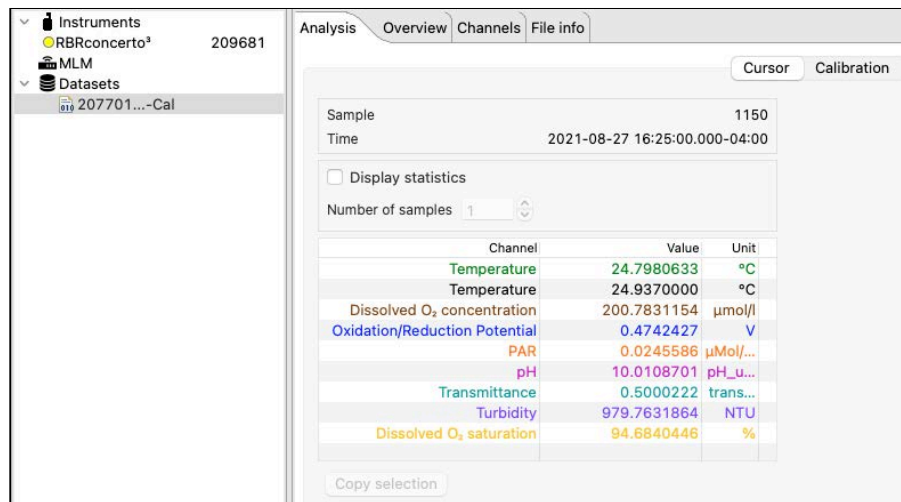 Instruments
RBRconcerto³ 209681
MLM
Datasets
207701...-Cal
Analysis Overview Channels File info
Cursor Calibration
Sample 1150
Time 2021-08-27 16:25:00.000-04:00
Display statistics
Number of samples 1
Channel Value Unit
Temperature 24.7980633 °C
Temperature 24.9370000 °C
Dissolved O₂ concentration 200.7831154 µmol/l
Oxidation/Reduction Potential 0.4742427 V
PAR 0.0245586 µMol/...
pH 10.0108701 pH_u...
Transmittance 0.5000222 trans...
Turbidity 979.7631864 NTU
Dissolved O₂ saturation 94.6840446 %
Copy selection